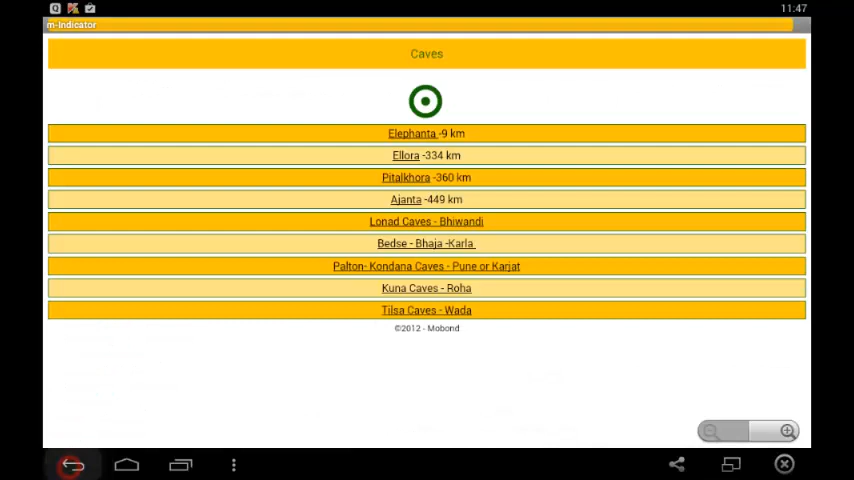 11:47
m-Indicator
Caves
Elephanta -9 km
Ellora -334 km
Pitalkhora -360 km
Ajanta -449 km
Lonad Caves - Bhiwandi
Bedse - Bhaja -Karla
Palton- Kondana Caves - Pune or Karjat
Kuna Caves - Roha
Tilsa Caves - Wada
©2012 - Mobond